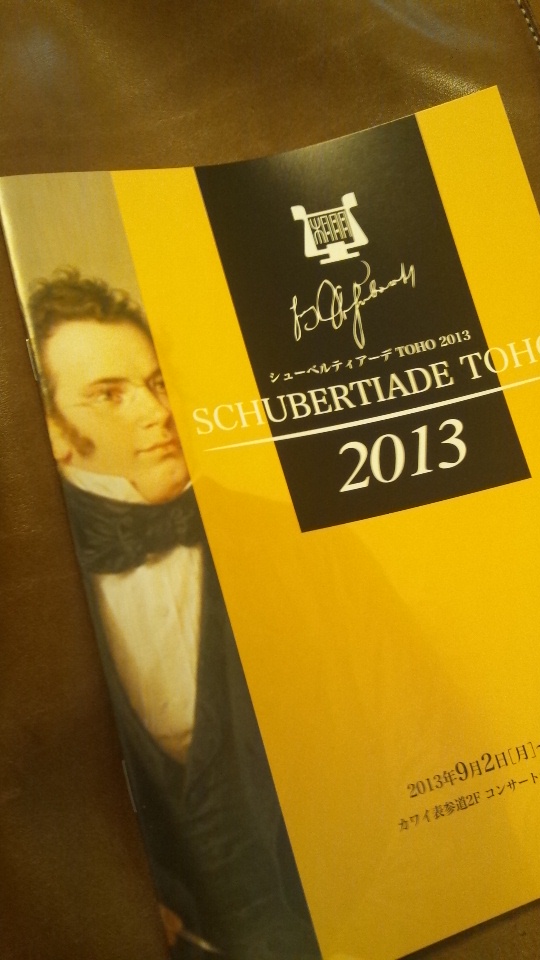 シューベルティアーデ TOHO 2013
SCHUBERTIADE TOHO
2013
2013年9月2日[月]
カワイ表参道2F コンサート